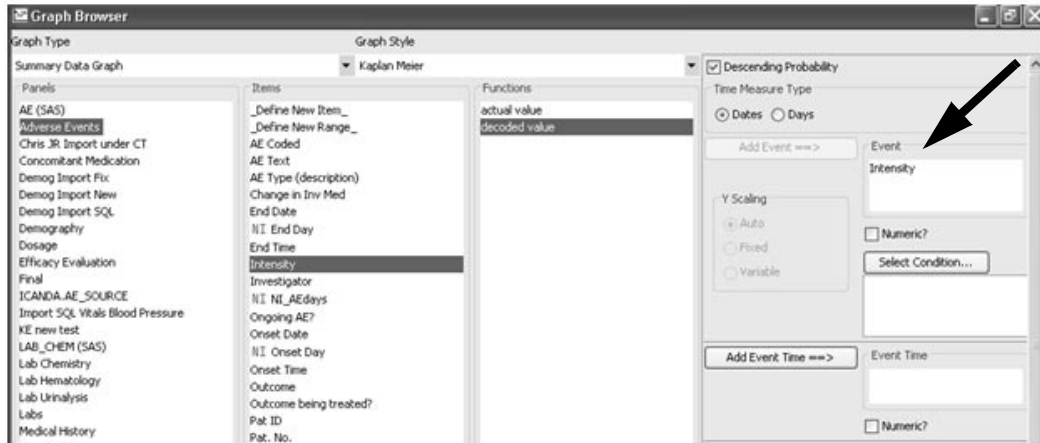 Graph Browser
Graph Type
Graph Style
Summary Data Graph
Kaplan Meier
Panels
AE (SAS)
Adverse Events
Chris JR Import under CT
Concomitant Medication
Demog Import Fix
Demog Import New
Demog Import SQL
Demography
Dosage
Efficacy Evaluation
Final
ICANDA.AE_SOURCE
Import SQL Vitals Blood Pressure
KE new test
LAB_CHEM (SAS)
Lab Chemistry
Lab Hematology
Lab Urinalysis
Labs
Medical History
Items
_Define New Item_
_Define New Range_
AE Coded
AE Text
AE Type (description)
Change in Inv Med
End Date
NI End Day
End Time
Intensity
Investigator
NI NI_AEdays
Ongoing AE?
Onset Date
NI Onset Day
Onset Time
Outcome
Outcome being treated?
Pat ID
Pat. No.
Functions
actual value
decoded value
Descending Probability
Time Measure Type
Dates Days
Add Event ==>
Event
Intensity
Y Scaling
Auto
Fixed
Variable
Numeric?
Select Condition...
Add Event Time ==>
Event Time
Numeric?